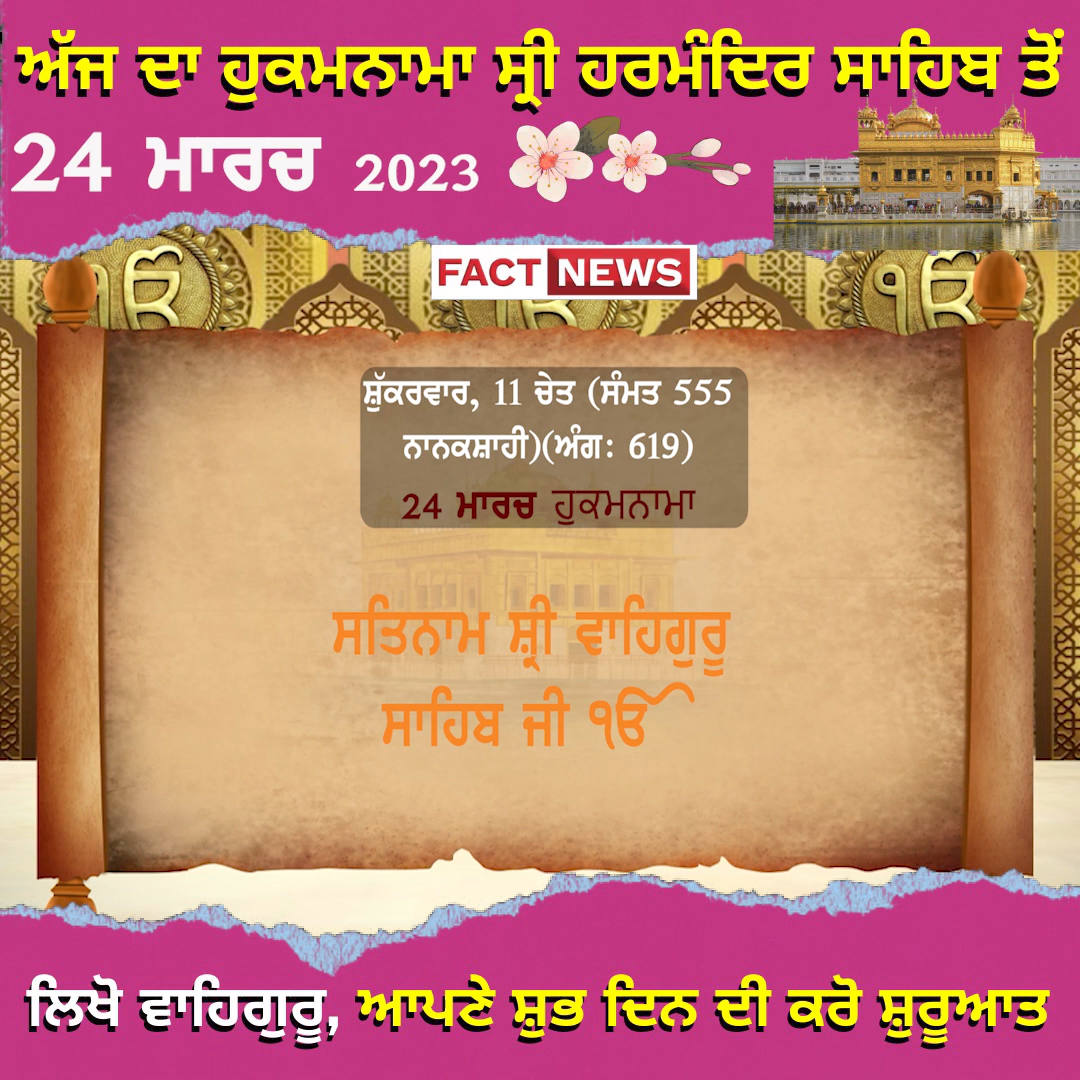 ਅੱਜ ਦਾ ਹੁਕਮਨਾਮਾ ਸ੍ਰੀ ਹਰਮੰਦਿਰ ਸਾਹਿਬ ਤੋਂ
24 ਮਾਰਚ 2023
FACT NEWS
ਸ਼ੁੱਕਰਵਾਰ, 11 ਚੇਤ (ਸੰਮਤ 555
ਨਾਨਕਸ਼ਾਹੀ)(ਅੰਗ: 619)
24 ਮਾਰਚ ਹੁਕਮਨਾਮਾ
ਸਤਿਨਾਮ ਸ਼੍ਰੀ ਵਾਹਿਗੁਰੂ
ਸਾਹਿਬ ਜੀ ੴ
ਲਿਖੋ ਵਾਹਿਗੁਰੂ, ਆਪਣੇ ਸ਼ੁਭ ਦਿਨ ਦੀ ਕਰੋ ਸ਼ੁਰੂਆਤ